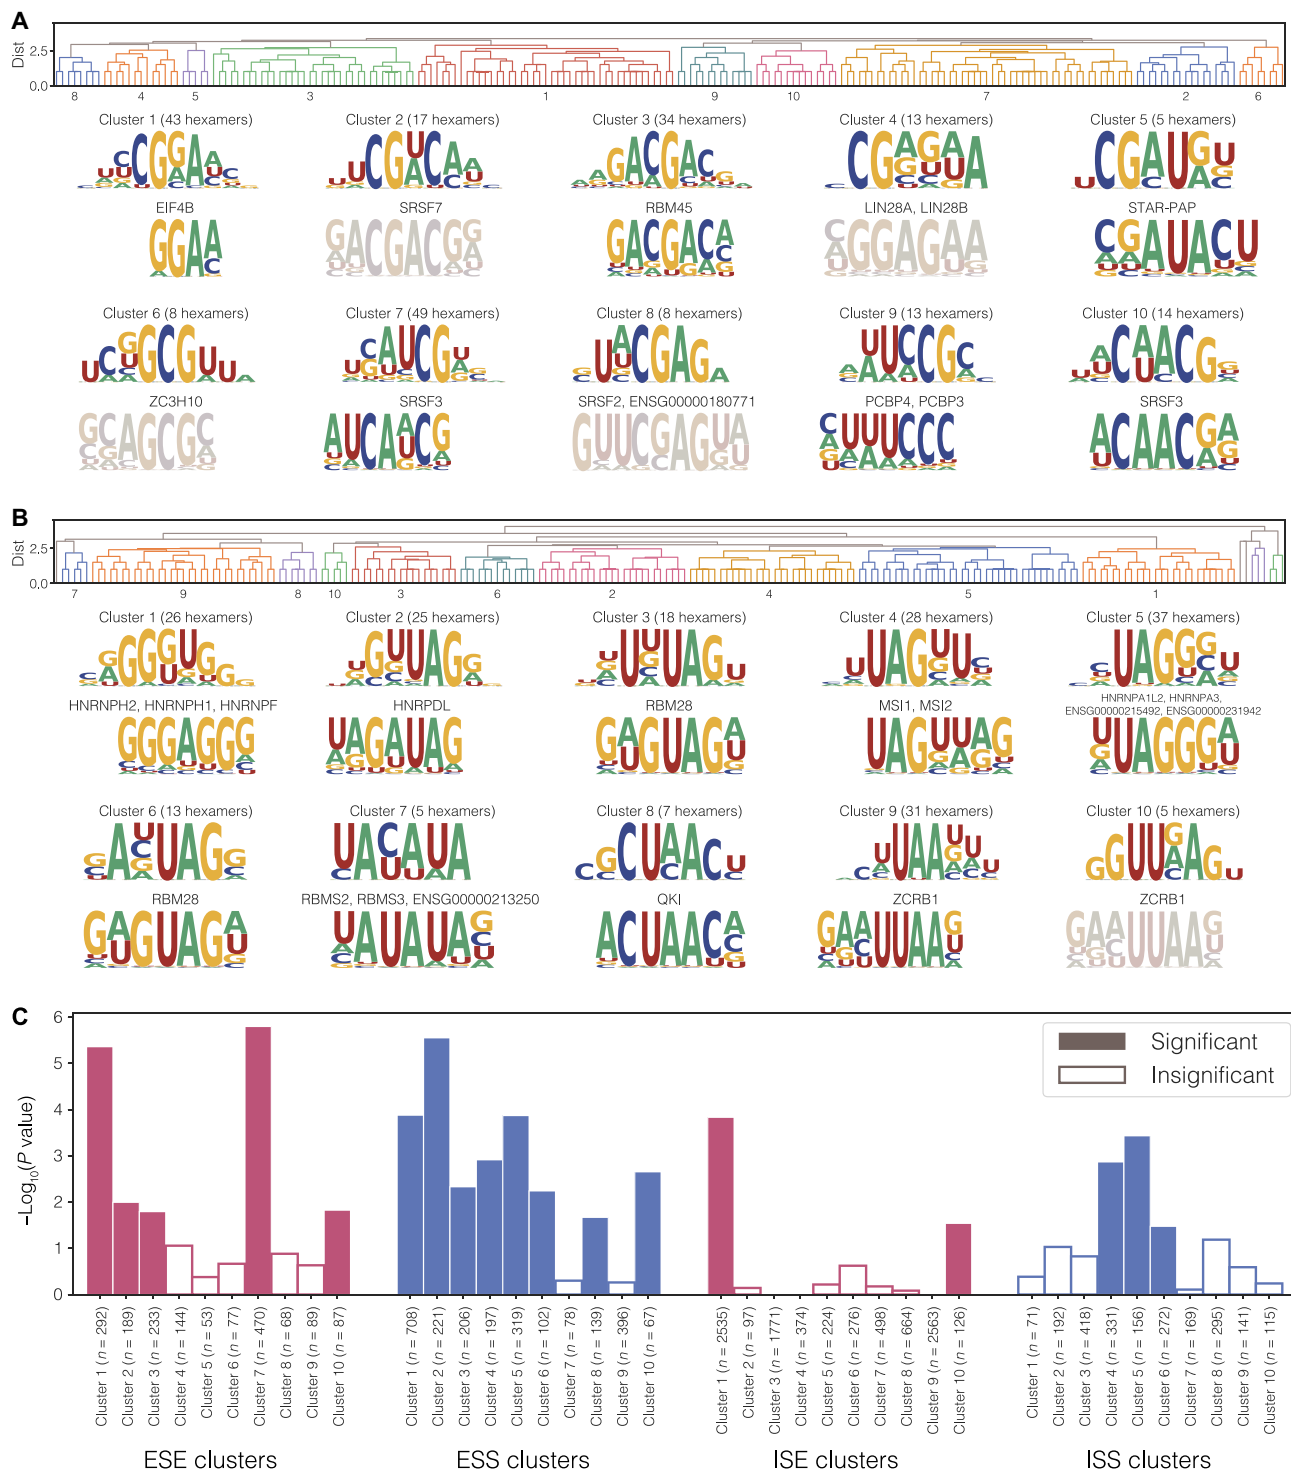 A
Dist
2.5
0.0
8 4 5 3 1 9 10 7 2 6
Cluster 1 (43 hexamers) Cluster 2 (17 hexamers) Cluster 3 (34 hexamers) Cluster 4 (13 hexamers) Cluster 5 (5 hexamers)
EIF4B SRSF7 RBM45 LIN28A, LIN28B STAR-PAP
Cluster 6 (8 hexamers) Cluster 7 (49 hexamers) Cluster 8 (8 hexamers) Cluster 9 (13 hexamers) Cluster 10 (14 hexamers)
ZC3H10 SRSF3 SRSF2, ENSG00000180771 PCBP4, PCBP3 SRSF3
B
Dist
2.5
0.0
7 9 8 10 3 6 2 4 5 1
Cluster 1 (26 hexamers) Cluster 2 (25 hexamers) Cluster 3 (18 hexamers) Cluster 4 (28 hexamers) Cluster 5 (37 hexamers)
HNRNPH2, HNRNPH1, HNRNPF HNRPDL RBM28 MSI1, MSI2 HNRNPA1L2, HNRNPA3,
ENSG00000215492, ENSG00000231942
Cluster 6 (13 hexamers) Cluster 7 (5 hexamers) Cluster 8 (7 hexamers) Cluster 9 (31 hexamers) Cluster 10 (5 hexamers)
RBM28 RBMS2, RBMS3, ENSG00000213250 QKI ZCRB1 ZCRB1
C
−Log10(P value)
6
5
4
3
2
1
0
Significant
Insignificant
Cluster 1 (n = 292)
Cluster 2 (n = 189)
Cluster 3 (n = 233)
Cluster 4 (n = 144)
Cluster 5 (n = 53)
Cluster 6 (n = 77)
Cluster 7 (n = 470)
Cluster 8 (n = 68)
Cluster 9 (n = 89)
Cluster 10 (n = 87)
Cluster 1 (n = 708)
Cluster 2 (n = 221)
Cluster 3 (n = 206)
Cluster 4 (n = 197)
Cluster 5 (n = 319)
Cluster 6 (n = 102)
Cluster 7 (n = 78)
Cluster 8 (n = 139)
Cluster 9 (n = 396)
Cluster 10 (n = 67)
Cluster 1 (n = 2535)
Cluster 2 (n = 97)
Cluster 3 (n = 1771)
Cluster 4 (n = 374)
Cluster 5 (n = 224)
Cluster 6 (n = 276)
Cluster 7 (n = 498)
Cluster 8 (n = 664)
Cluster 9 (n = 2563)
Cluster 10 (n = 126)
Cluster 1 (n = 71)
Cluster 2 (n = 192)
Cluster 3 (n = 418)
Cluster 4 (n = 331)
Cluster 5 (n = 156)
Cluster 6 (n = 272)
Cluster 7 (n = 169)
Cluster 8 (n = 295)
Cluster 9 (n = 141)
Cluster 10 (n = 115)
ESE clusters ESS clusters ISE clusters ISS clusters